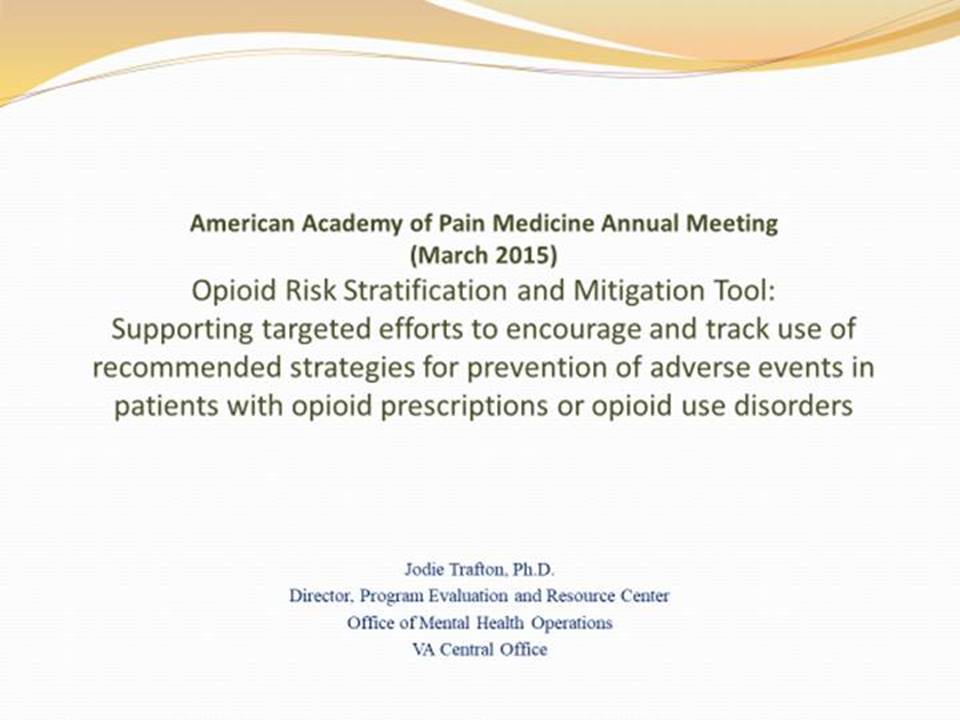 American Academy of Pain Medicine Annual Meeting
(March 2015)
Opioid Risk Stratification and Mitigation Tool:
Supporting targeted efforts to encourage and track use of
recommended strategies for prevention of adverse events in
patients with opioid prescriptions or opioid use disorders
Jodie Trafton, Ph.D.
Director, Program Evaluation and Resource Center
Office of Mental Health Operations
VA Central Office